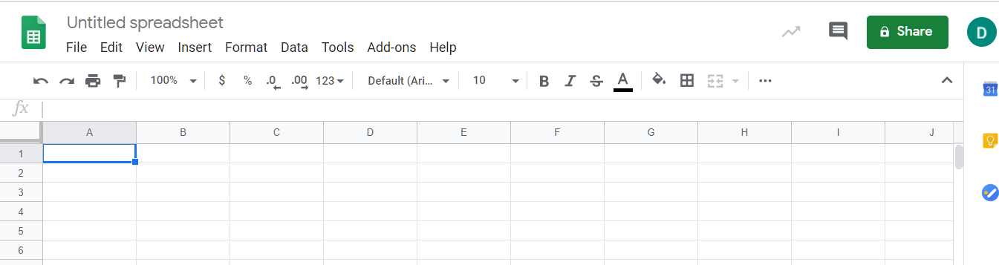 Untitled spreadsheet
File Edit View Insert Format Data Tools Add-ons Help
Share
D
100% $ % .0 .00 123 Default (Ari... 10 B I S A
31
fx
A B C D E F G H I J
1
2
3
4
5
6